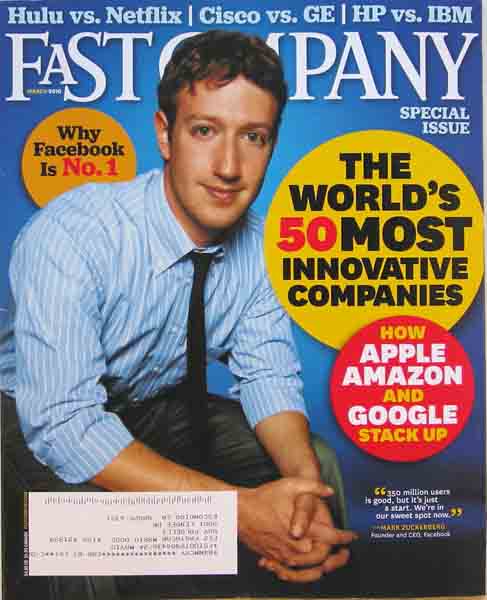 Hulu vs. Netflix | Cisco vs. GE | HP vs. IBM
FAST COMPANY
MARCH 2010
SPECIAL
ISSUE
Why
Facebook
Is No. 1
THE
WORLD'S
50 MOST
INNOVATIVE
COMPANIES
HOW
APPLE
AMAZON
AND
GOOGLE
STACK UP
“350 million users
is good, but it's just
a start. We're in
our sweet spot now.”
MARK ZUCKERBERG
Founder and CEO, Facebook